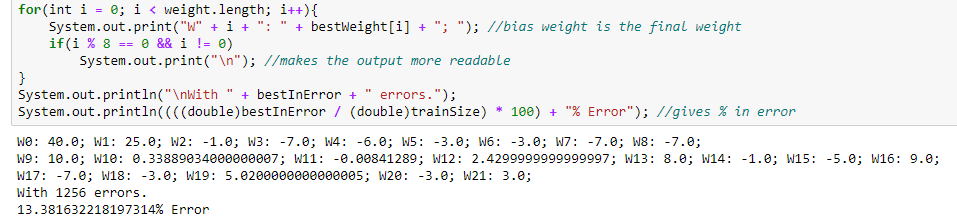 for(int i = 0; i < weight.length; i++){
    System.out.print("W" + i + ": " + bestWeight[i] + "; "); //bias weight is the final weight
    if(i % 8 == 0 && i != 0)
        System.out.print("\n"); //makes the output more readable
}
System.out.println("\nWith " + bestInError + " errors.");
System.out.println((((double)bestInError / (double)trainSize) * 100) + "% Error"); //gives % in error
W0: 40.0; W1: 25.0; W2: -1.0; W3: -7.0; W4: -6.0; W5: -3.0; W6: -3.0; W7: -7.0; W8: -7.0;
W9: 10.0; W10: 0.33889034000000007; W11: -0.00841289; W12: 2.4299999999999997; W13: 8.0; W14: -1.0; W15: -5.0; W16: 9.0;
W17: -7.0; W18: -3.0; W19: 5.0200000000000005; W20: -3.0; W21: 3.0;
With 1256 errors.
13.381632218197314% Error